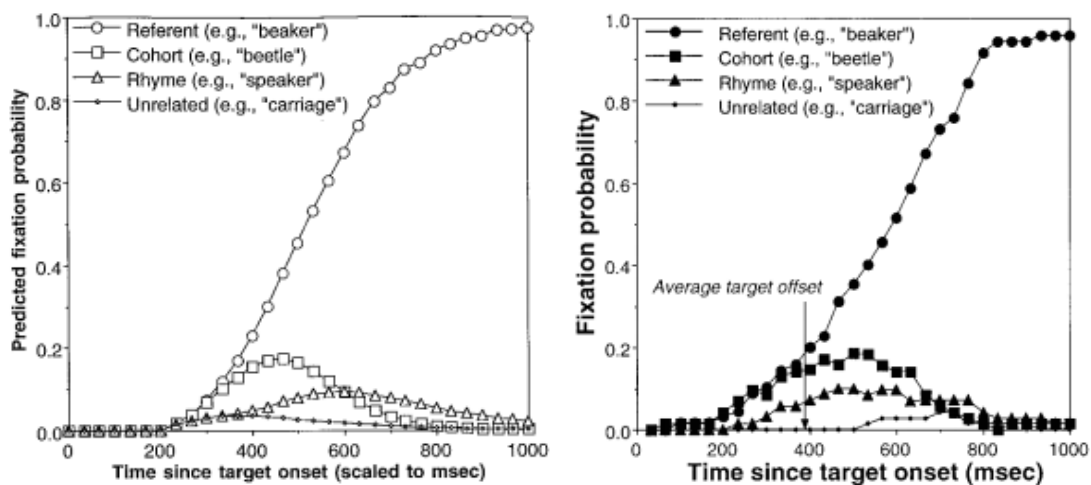 1.0
Referent (e.g., "beaker")
Cohort (e.g., "beetle")
Rhyme (e.g., "speaker")
Unrelated (e.g., "carriage")
0.8
0.6
0.4
0.2
0.0
0
200
400
600
800
1000
Predicted fixation probability
Time since target onset (scaled to msec)
1.0
Referent (e.g., "beaker")
Cohort (e.g., "beetle")
Rhyme (e.g., "speaker")
Unrelated (e.g., "carriage")
0.8
0.6
0.4
Average target offset
0.2
0.0
0
200
400
600
800
1000
Fixation probability
Time since target onset (msec)